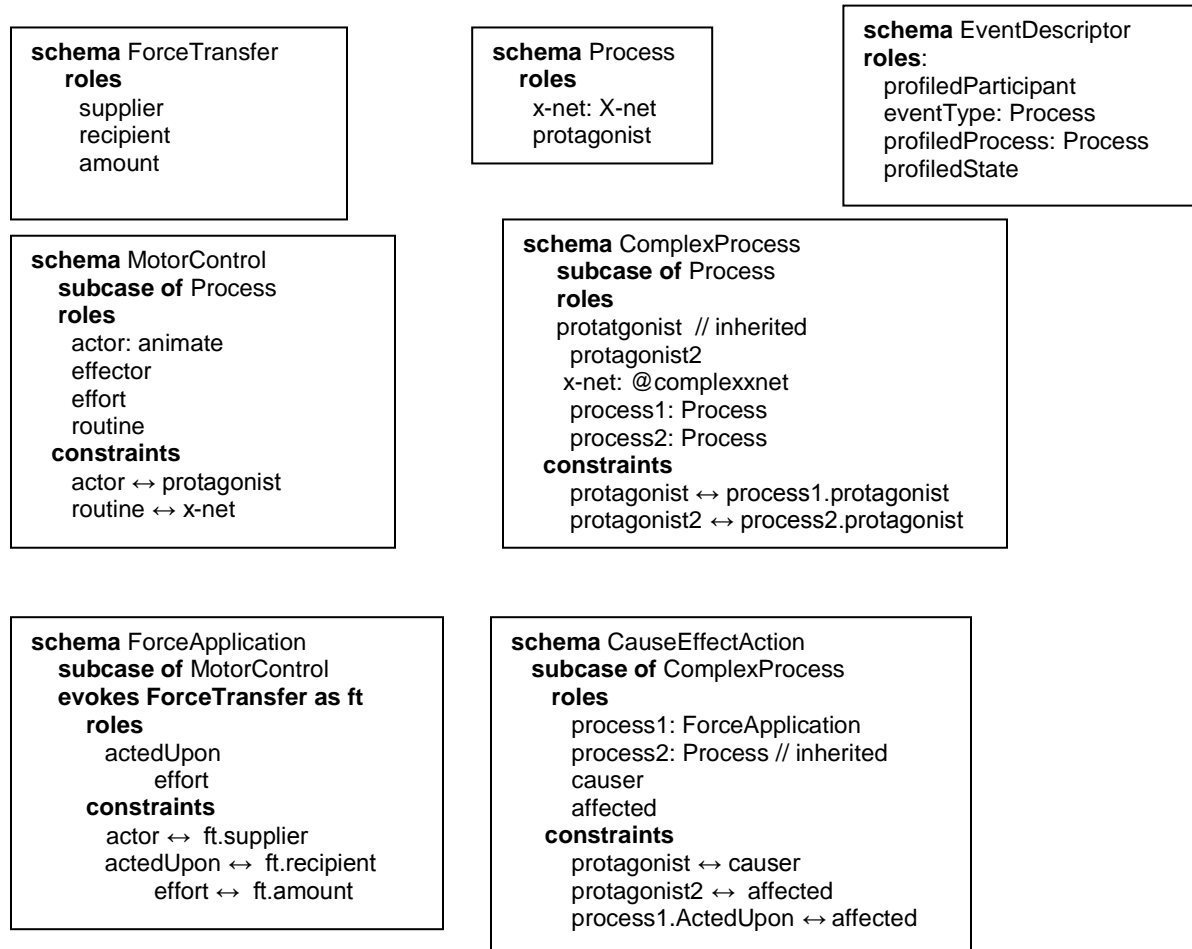 schema ForceTransfer
roles
supplier
recipient
amount
schema Process
roles
x-net: X-net
protagonist
schema EventDescriptor
roles:
profiledParticipant
eventType: Process
profiledProcess: Process
profiledState
schema MotorControl
subcase of Process
roles
actor: animate
effector
effort
routine
constraints
actor ↔ protagonist
routine ↔ x-net
schema ComplexProcess
subcase of Process
roles
protatgonist // inherited
protagonist2
x-net: @complexxnet
process1: Process
process2: Process
constraints
protagonist ↔ process1.protagonist
protagonist2 ↔ process2.protagonist
schema ForceApplication
subcase of MotorControl
evokes ForceTransfer as ft
roles
actedUpon
effort
constraints
actor ↔ ft.supplier
actedUpon ↔ ft.recipient
effort ↔ ft.amount
schema CauseEffectAction
subcase of ComplexProcess
roles
process1: ForceApplication
process2: Process // inherited
causer
affected
constraints
protagonist ↔ causer
protagonist2 ↔ affected
process1.ActedUpon ↔ affected